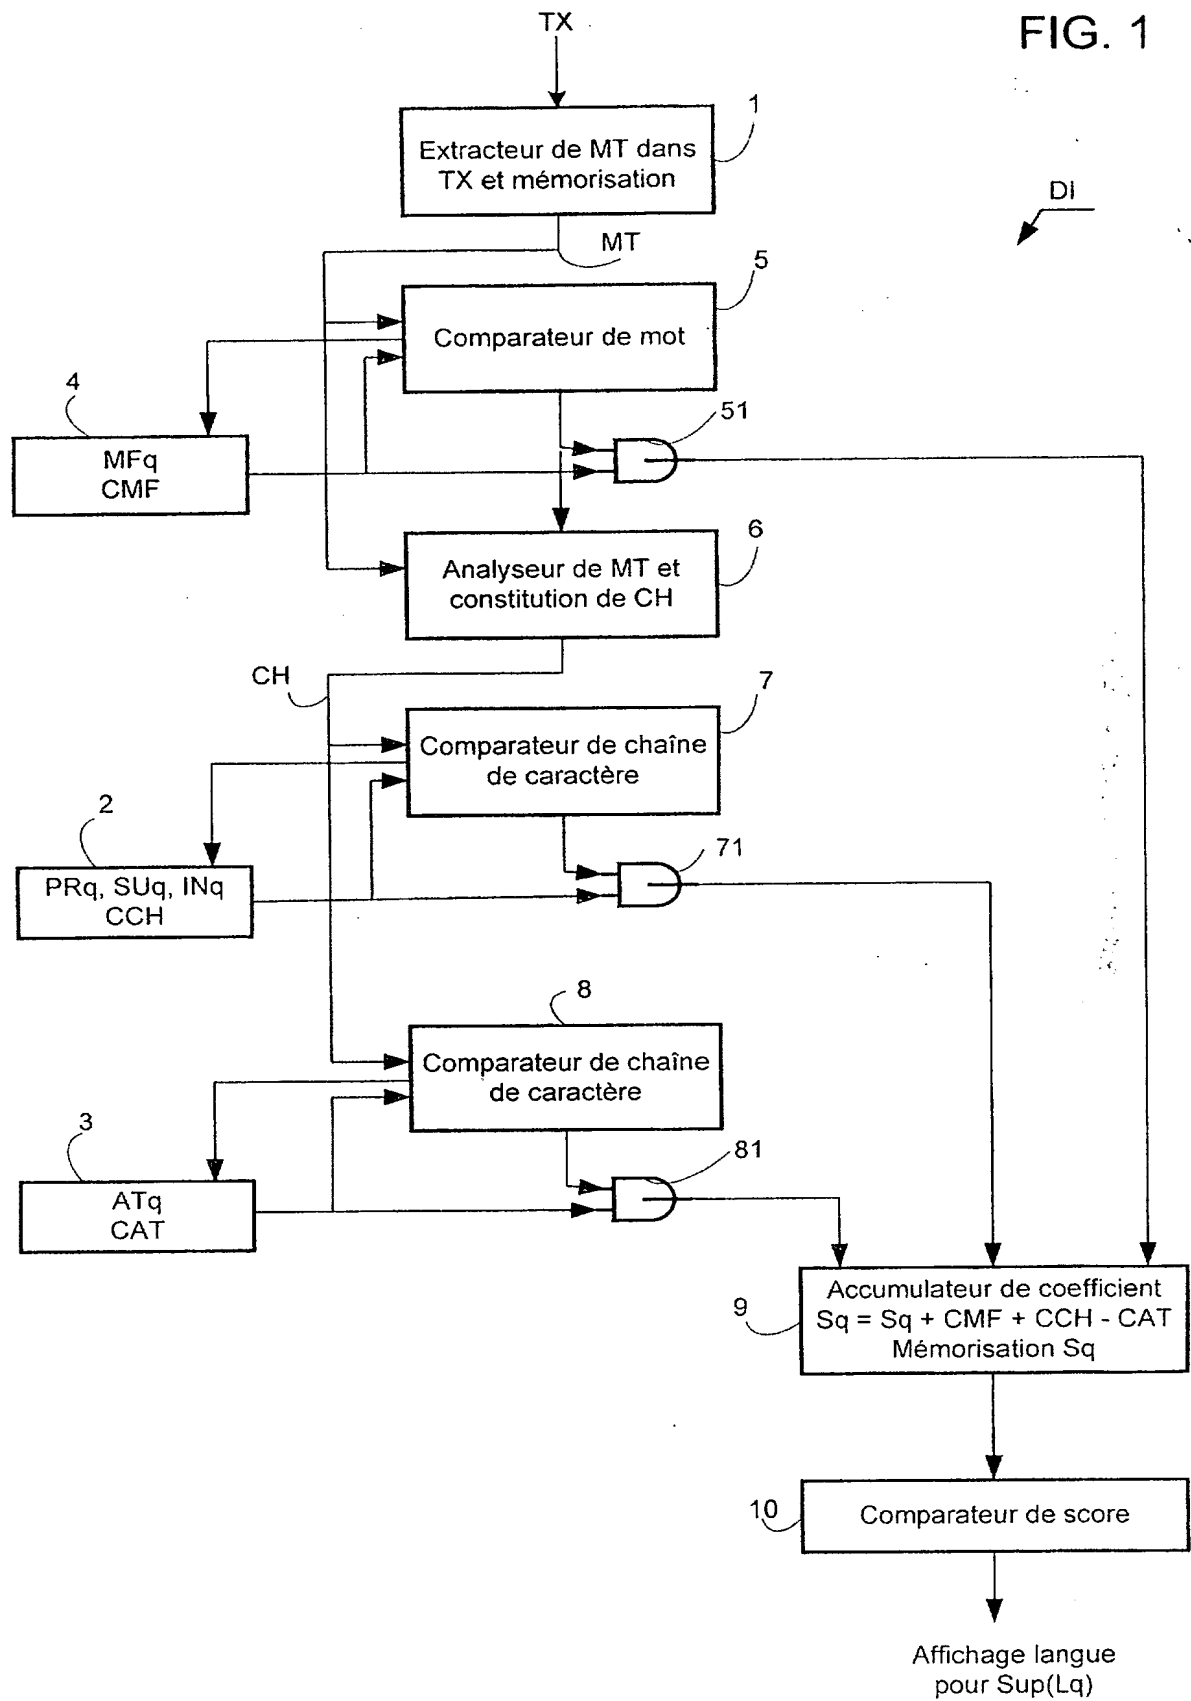 FIG. 1
TX
1
Extracteur de MT dans
TX et mémorisation
DI
MT
5
Comparateur de mot
4
MFq
CMF
51
6
Analyseur de MT et
constitution de CH
CH
7
Comparateur de chaîne
de caractère
2
PRq, SUq, INq
CCH
71
8
Comparateur de chaîne
de caractère
3
ATq
CAT
81
9
Accumulateur de coefficient
Sq = Sq + CMF + CCH - CAT
Mémorisation Sq
10
Comparateur de score
Affichage langue
pour Sup(Lq)